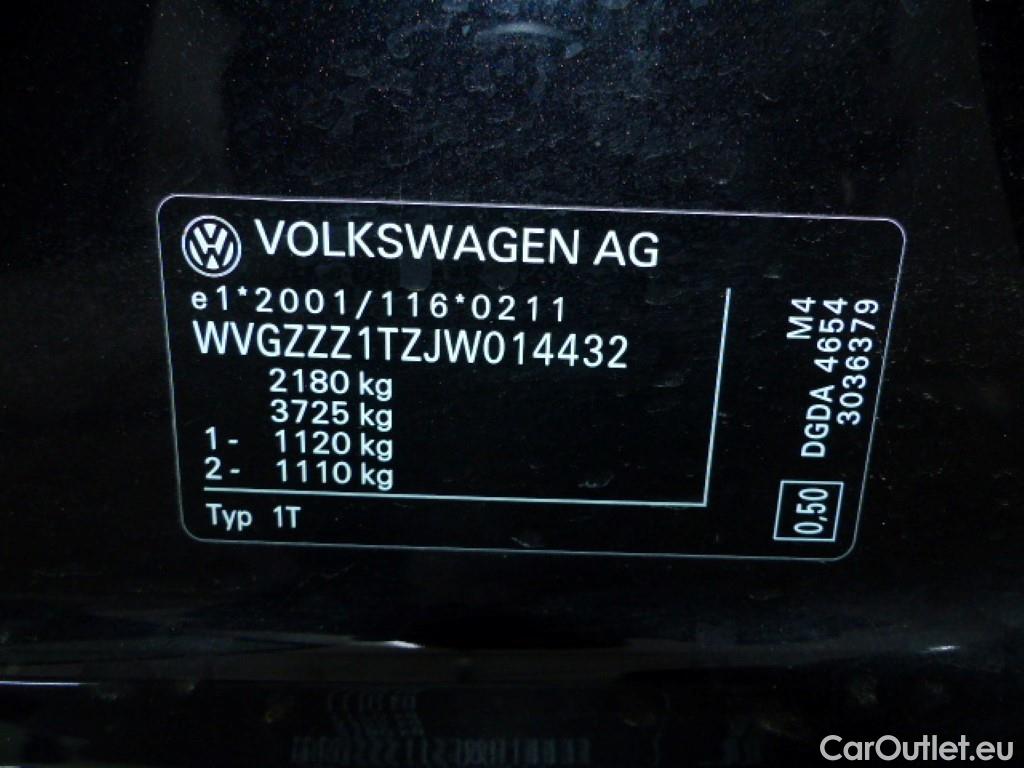 VOLKSWAGEN AG
e1*2001/116*0211
WVGZZZ1TZJW014432
2180 kg
3725 kg
1- 1120 kg
2- 1110 kg
Typ 1T
M4
DGDA 4654
3036379
0,50
CarOutlet.eu